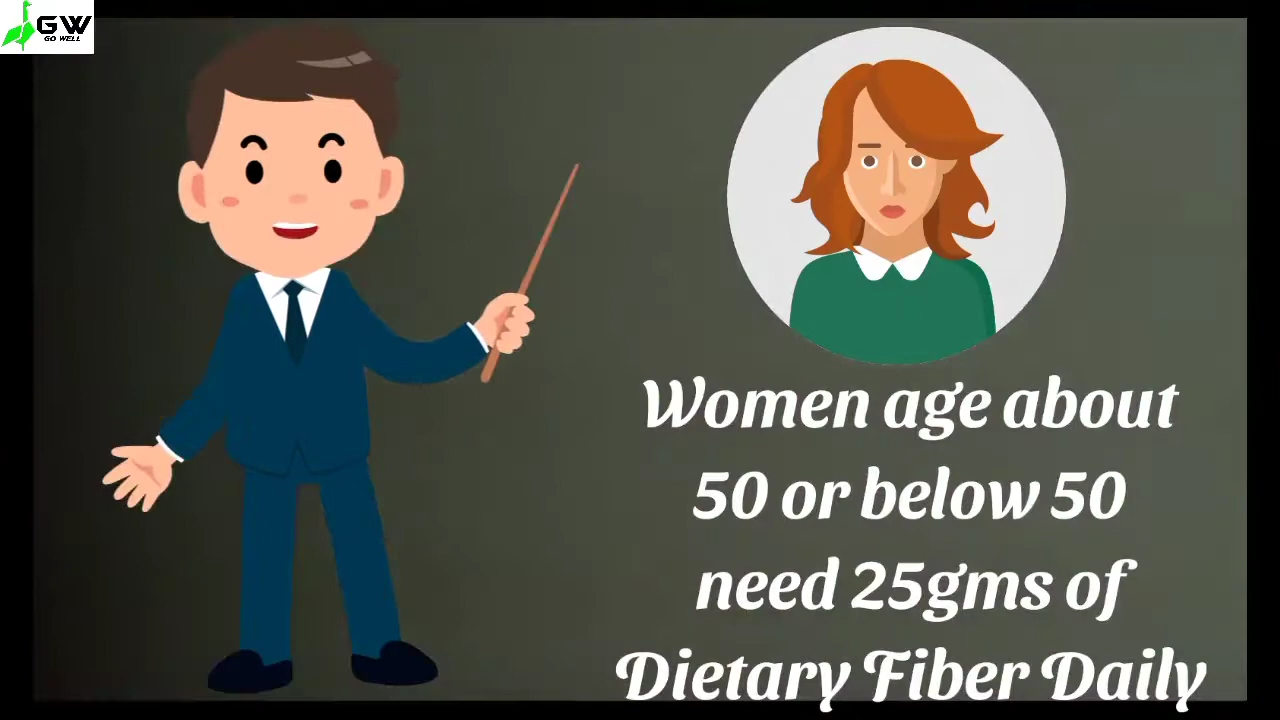 GW
GO WELL
Women age about
50 or below 50
need 25gms of
Dietary Fiber Daily